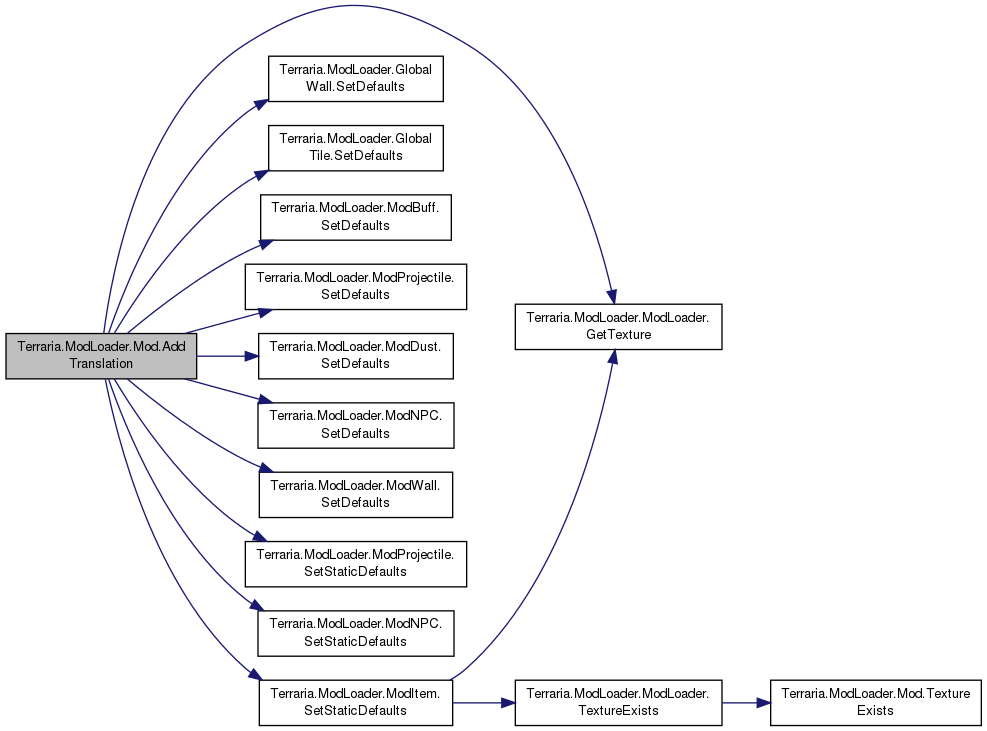 Terraria.ModLoader.Global
Wall.SetDefaults
Terraria.ModLoader.Global
Tile.SetDefaults
Terraria.ModLoader.ModBuff.
SetDefaults
Terraria.ModLoader.ModProjectile.
SetDefaults
Terraria.ModLoader.ModLoader.
GetTexture
Terraria.ModLoader.Mod.Add
Translation
Terraria.ModLoader.ModDust.
SetDefaults
Terraria.ModLoader.ModNPC.
SetDefaults
Terraria.ModLoader.ModWall.
SetDefaults
Terraria.ModLoader.ModProjectile.
SetStaticDefaults
Terraria.ModLoader.ModNPC.
SetStaticDefaults
Terraria.ModLoader.ModItem.
SetStaticDefaults
Terraria.ModLoader.ModLoader.
TextureExists
Terraria.ModLoader.Mod.Texture
Exists